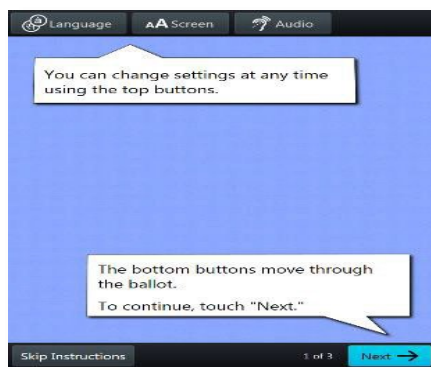 Language AA Screen Audio
You can change settings at any time
using the top buttons.
The bottom buttons move through
the ballot.
To continue, touch "Next."
Skip Instructions 1 of 3 Next →